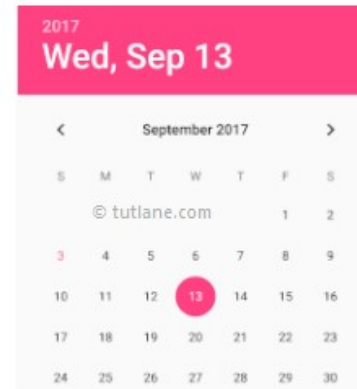 2017
Wed, Sep 13
< September 2017 >
S M T W T F S
© tutlane.com
1 2
3 4 5 6 7 8 9
10 11 12 13 14 15 16
17 18 19 20 21 22 23
24 25 26 27 28 29 30